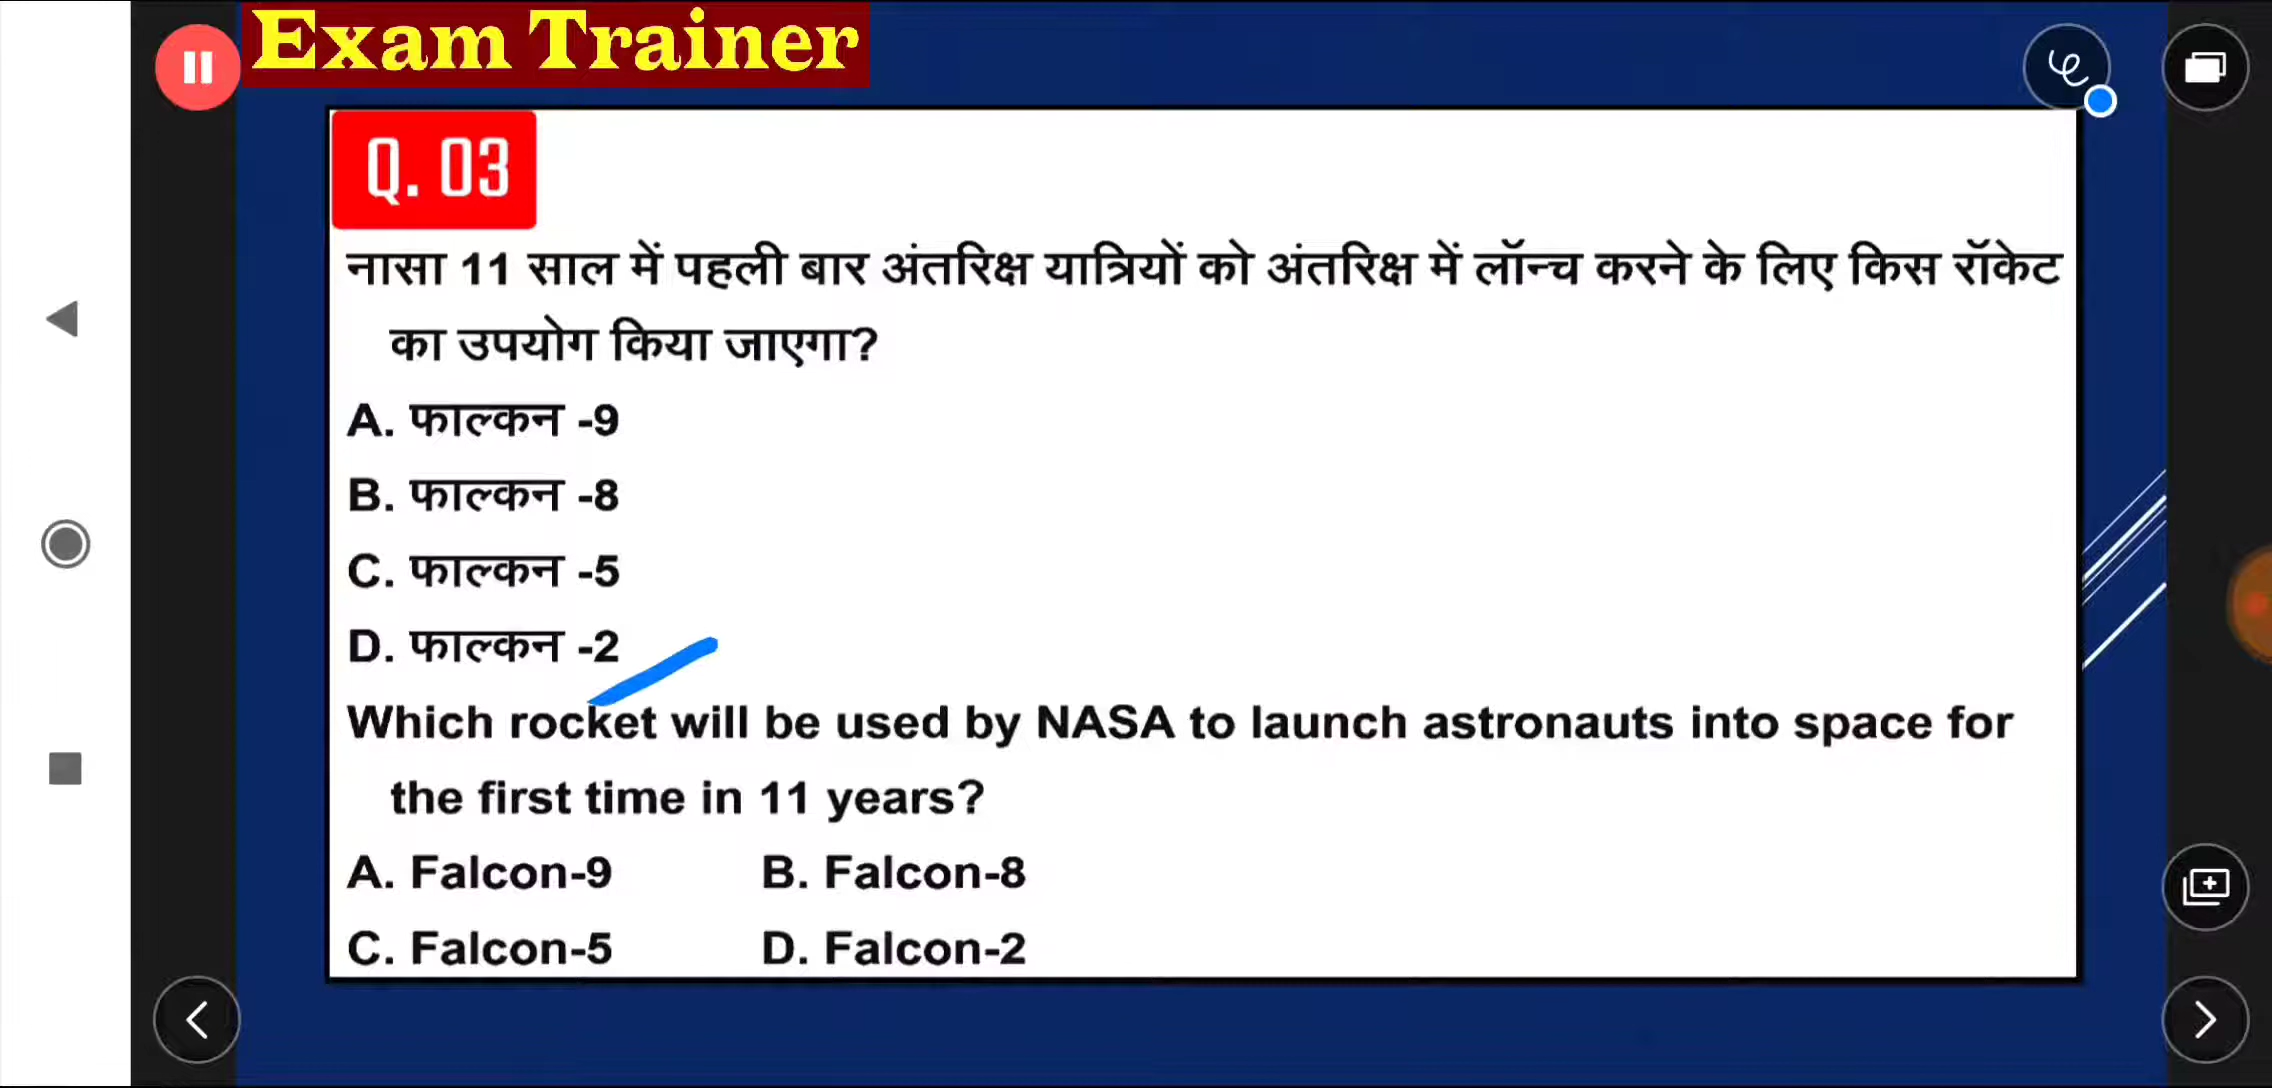 Exam Trainer
Q. 03
नासा 11 साल में पहली बार अंतरिक्ष यात्रियों को अंतरिक्ष में लॉन्च करने के लिए किस रॉकेट
का उपयोग किया जाएगा?
A. फाल्कन -9
B. फाल्कन -8
C. फाल्कन -5
D. फाल्कन -2
Which rocket will be used by NASA to launch astronauts into space for
the first time in 11 years?
A. Falcon-9 B. Falcon-8
C. Falcon-5 D. Falcon-2